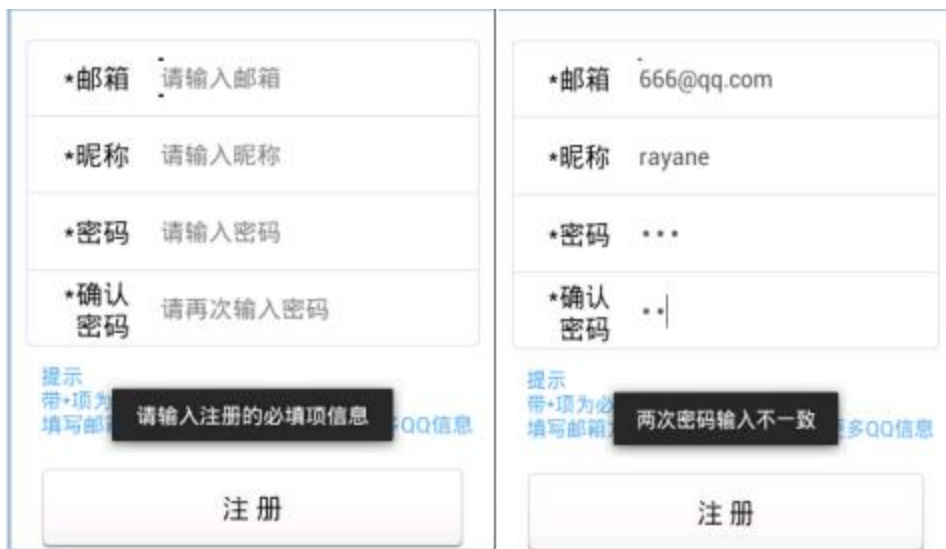 *邮箱 请输入邮箱
*昵称 请输入昵称
*密码 请输入密码
*确认
密码 请再次输入密码
提示
带*项为
填写邮
QQ信息
请输入注册的必填项信息
注册
*邮箱 666@qq.com
*昵称 rayane
*密码 •••
*确认
密码 ••
提示
带*项为必
填写邮箱
多QQ信息
两次密码输入不一致
注册